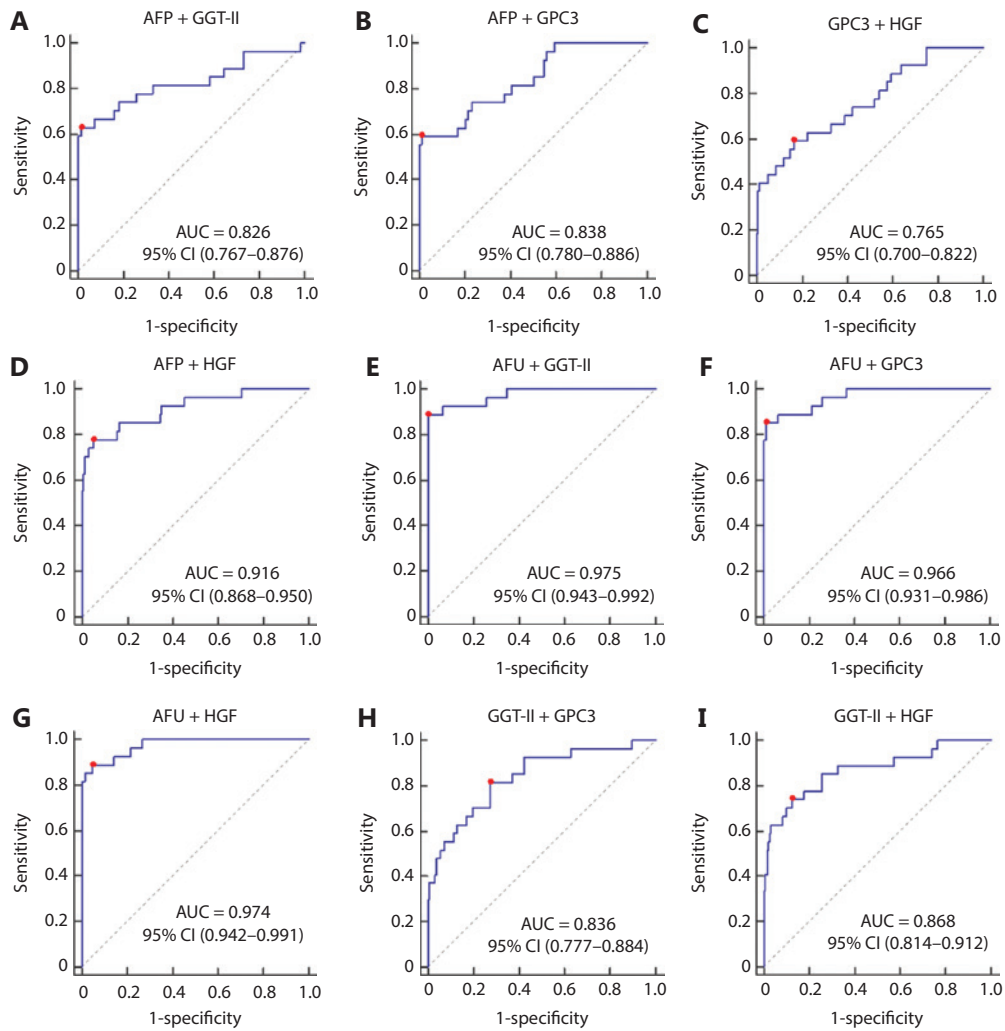 A
AFP + GGT-II
1.0
0.8
0.6
0.4
0.2
0
Sensitivity
AUC = 0.826
95% CI (0.767–0.876)
0 0.2 0.4 0.6 0.8 1.0
1-specificity
B
AFP + GPC3
1.0
0.8
0.6
0.4
0.2
0
Sensitivity
AUC = 0.838
95% CI (0.780–0.886)
0 0.2 0.4 0.6 0.8 1.0
1-specificity
C
GPC3 + HGF
1.0
0.8
0.6
0.4
0.2
0
Sensitivity
AUC = 0.765
95% CI (0.700–0.822)
0 0.2 0.4 0.6 0.8 1.0
1-specificity
D
AFP + HGF
1.0
0.8
0.6
0.4
0.2
0
Sensitivity
AUC = 0.916
95% CI (0.868–0.950)
0 0.2 0.4 0.6 0.8 1.0
1-specificity
E
AFU + GGT-II
1.0
0.8
0.6
0.4
0.2
0
Sensitivity
AUC = 0.975
95% CI (0.943–0.992)
0 0.2 0.4 0.6 0.8 1.0
1-specificity
F
AFU + GPC3
1.0
0.8
0.6
0.4
0.2
0
Sensitivity
AUC = 0.966
95% CI (0.931–0.986)
0 0.2 0.4 0.6 0.8 1.0
1-specificity
G
AFU + HGF
1.0
0.8
0.6
0.4
0.2
0
Sensitivity
AUC = 0.974
95% CI (0.942–0.991)
0 0.2 0.4 0.6 0.8 1.0
1-specificity
H
GGT-II + GPC3
1.0
0.8
0.6
0.4
0.2
0
Sensitivity
AUC = 0.836
95% CI (0.777–0.884)
0 0.2 0.4 0.6 0.8 1.0
1-specificity
I
GGT-II + HGF
1.0
0.8
0.6
0.4
0.2
0
Sensitivity
AUC = 0.868
95% CI (0.814–0.912)
0 0.2 0.4 0.6 0.8 1.0
1-specificity